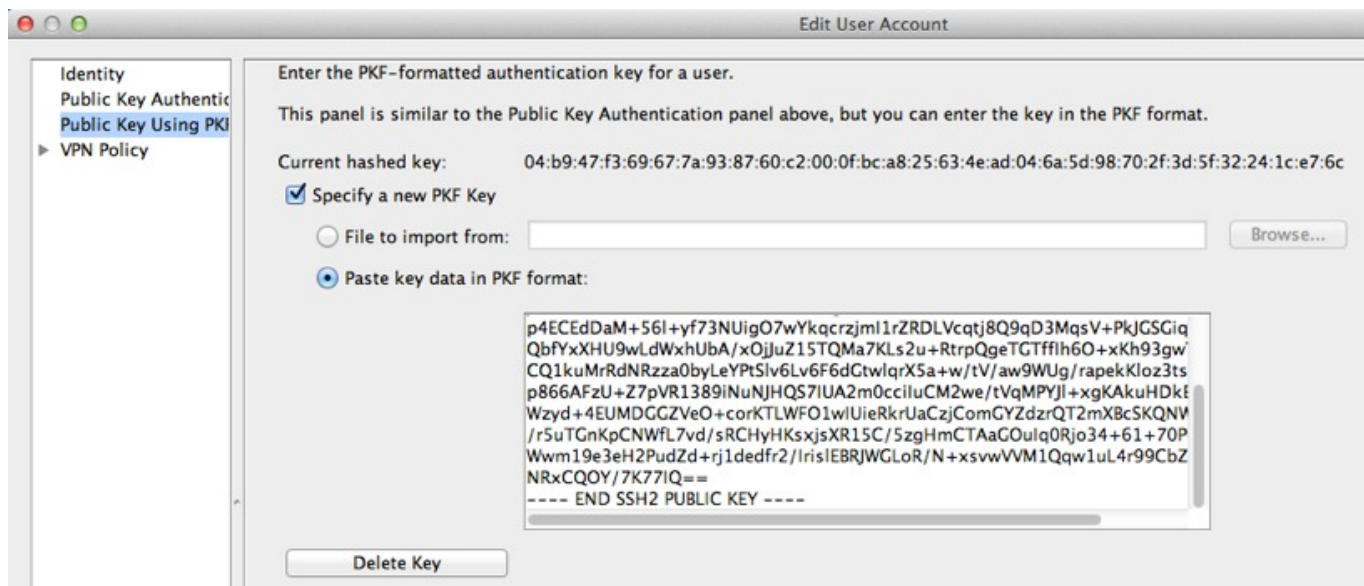 Edit User Account
Identity
Public Key Authentic
Public Key Using PKF
VPN Policy
Enter the PKF-formatted authentication key for a user.
This panel is similar to the Public Key Authentication panel above, but you can enter the key in the PKF format.
Current hashed key: 04:b9:47:f3:69:67:7a:93:87:60:c2:00:0f:bc:a8:25:63:4e:ad:04:6a:5d:98:70:2f:3d:5f:32:24:1c:e7:6c
Specify a new PKF Key
File to import from: Browse...
Paste key data in PKF format:
p4ECEdDaM+56l+yf73NUigO7wYkqcrzjmI1rZRDLVcqtj8Q9qD3MqsV+PkJGSGiq
QbfYxXHU9wLdWxhUbA/xOjJuZ15TQMa7KLs2u+RtrpQgeTGTfflh6O+xKh93gw
CQ1kuMrRdNRzza0byLeYPtSlv6Lv6F6dGtwlqrX5a+w/tV/aw9WUg/rapekKloz3ts
p866AFzU+Z7pVR1389iNuNJHQS7IUA2m0cciIuCM2we/tVqMPYJl+xgKAkuHDkE
Wzyd+4EUMDGGZVeO+corKTLWFO1wlUieRkrUaCzjComGYZdzrQT2mXBcSKQNW
/r5uTGnKpCNWfL7vd/sRCHyHKsxjsXR15C/5zgHmCTAaGOuIq0Rjo34+61+70P
Wwm19e3eH2PudZd+rj1dedfr2/IrislEBRJWGLoR/N+xsvwVVM1Qqw1uL4r99CbZ
NRxCQOY/7K77IQ==
---- END SSH2 PUBLIC KEY ----
Delete Key